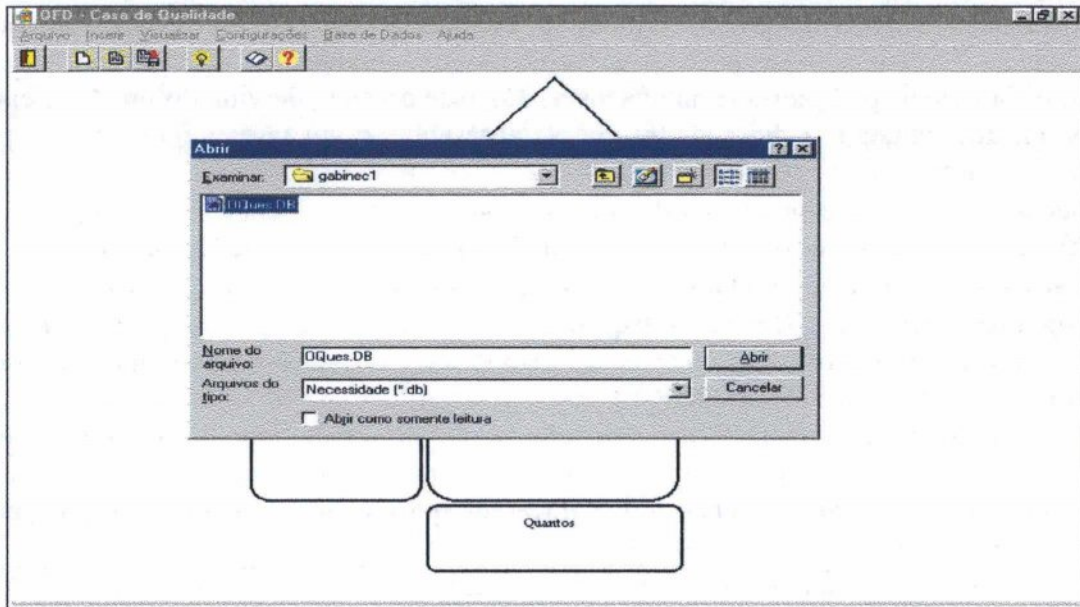 QFD - Casa de Qualidade
Arquivo Inserir Visualizar Configurações Base de Dados Ajuda
Abrir
Examinar: gabinec1
OQues.DB
Nome do arquivo: OQues.DB
Abrir
Arquivos do tipo: Necessidade (*.db)
Cancelar
Abrir como somente leitura
Quantos